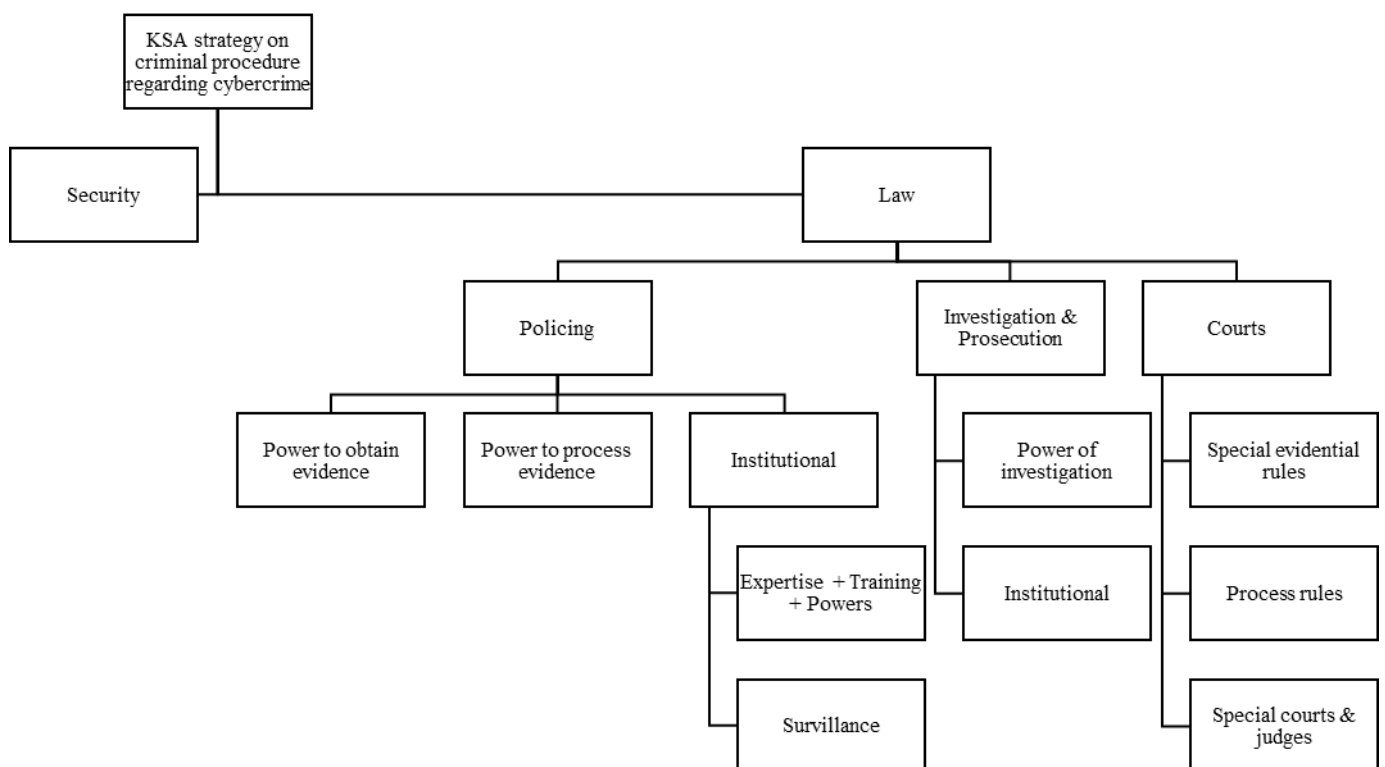 KSA strategy on
criminal procedure
regarding cybercrime
Security
Law
Policing
Investigation &
Prosecution
Courts
Power to obtain
evidence
Power to process
evidence
Institutional
Power of
investigation
Special evidential
rules
Expertise + Training
+ Powers
Institutional
Process rules
Survillance
Special courts &
judges